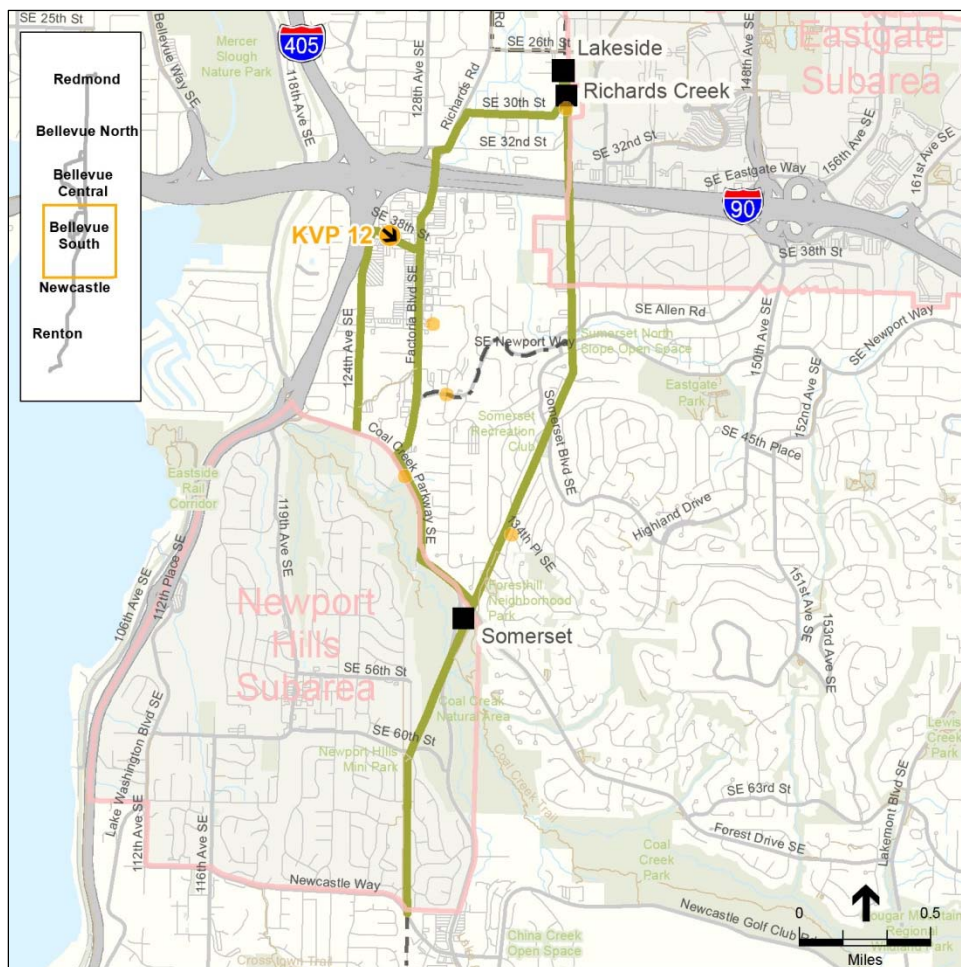 SE 25th St
Bellevue Way SE
Mercer
Slough
Nature Park
405
118th Ave SE
128th Ave SE
Richards Rd
Rd
SE 26th St
Lakeside
Richards Creek
Eastgate
Subarea
148th Ave SE
156th Ave SE
161st Ave SE
SE 30th St
SE 32nd St
SE 32nd St
SE Eastgate Way
90
Redmond
Bellevue North
Bellevue
Central
Bellevue
South
Newcastle
Renton
KVP 12
SE 38th St
SE 38th St
Factoria Blvd SE
124th Ave SE
SE Allen Rd
SE Newport Way
SE Newport Way
Somerset North
Slope Open Space
150th Ave SE
152nd Ave SE
Eastgate
Park
SE 45th Place
Somerset
Recreation
Club
Somerset Blvd SE
Highland Drive
Coal Creek Parkway SE
Eastside
Rail
Corridor
119th Ave SE
134th Pl SE
151st Ave SE
153rd Ave SE
106th Ave SE
112th Place SE
Newport
Hills
Subarea
Foresthill
Neighborhood
Park
Somerset
SE 56th St
Coal Creek
Natural Area
SE 60th St
Newport Hills
Mini Park
Lewis
Creek
Park
Lake Washington Blvd SE
112th Ave SE
116th Ave SE
Coal Creek Trail
SE 63rd St
Forest Drive SE
Lakemont Blvd SE
Coal
Creek
Park
Newcastle Way
Newcastle Golf Club
China Creek
Open Space
Cross town Trail
Regional
Wildland Park
0
0.5
Miles